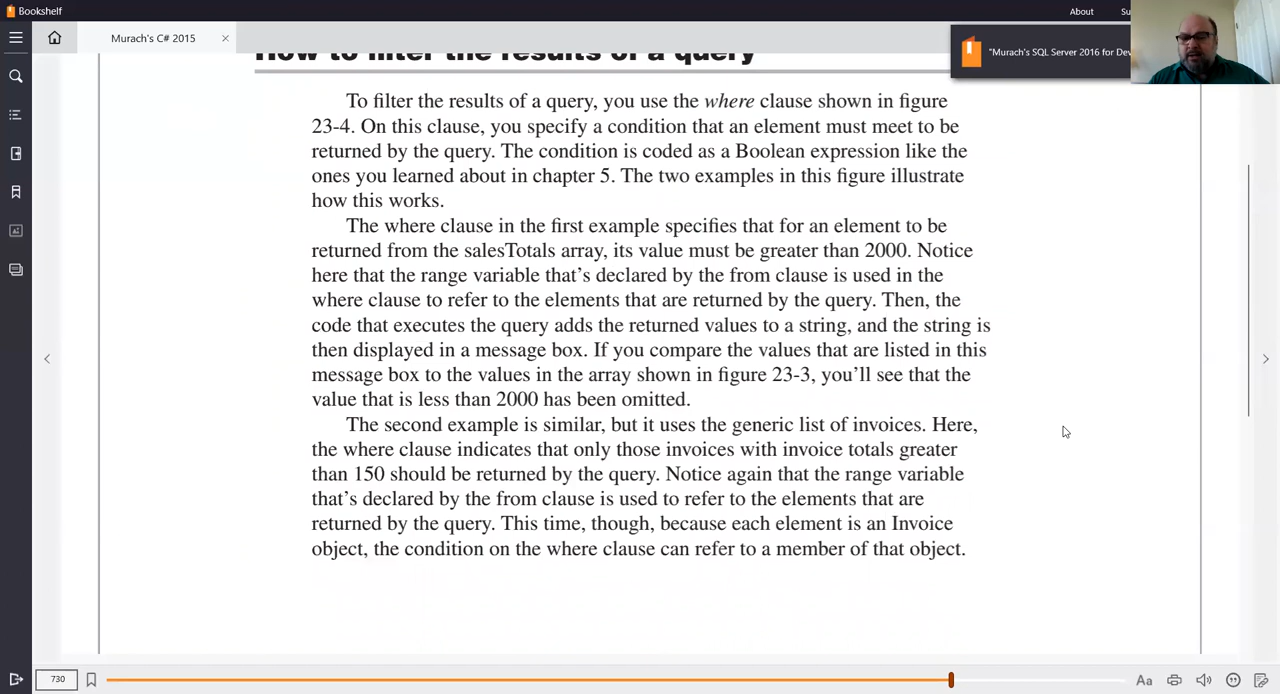 Bookshelf
About
Murach's C# 2015
"Murach's SQL Server 2016 for
How to filter the results of a query
To filter the results of a query, you use the where clause shown in figure
23-4. On this clause, you specify a condition that an element must meet to be
returned by the query. The condition is coded as a Boolean expression like the
ones you learned about in chapter 5. The two examples in this figure illustrate
how this works.
The where clause in the first example specifies that for an element to be
returned from the salesTotals array, its value must be greater than 2000. Notice
here that the range variable that's declared by the from clause is used in the
where clause to refer to the elements that are returned by the query. Then, the
code that executes the query adds the returned values to a string, and the string is
then displayed in a message box. If you compare the values that are listed in this
message box to the values in the array shown in figure 23-3, you'll see that the
value that is less than 2000 has been omitted.
The second example is similar, but it uses the generic list of invoices. Here,
the where clause indicates that only those invoices with invoice totals greater
than 150 should be returned by the query. Notice again that the range variable
that's declared by the from clause is used to refer to the elements that are
returned by the query. This time, though, because each element is an Invoice
object, the condition on the where clause can refer to a member of that object.
730
Aa